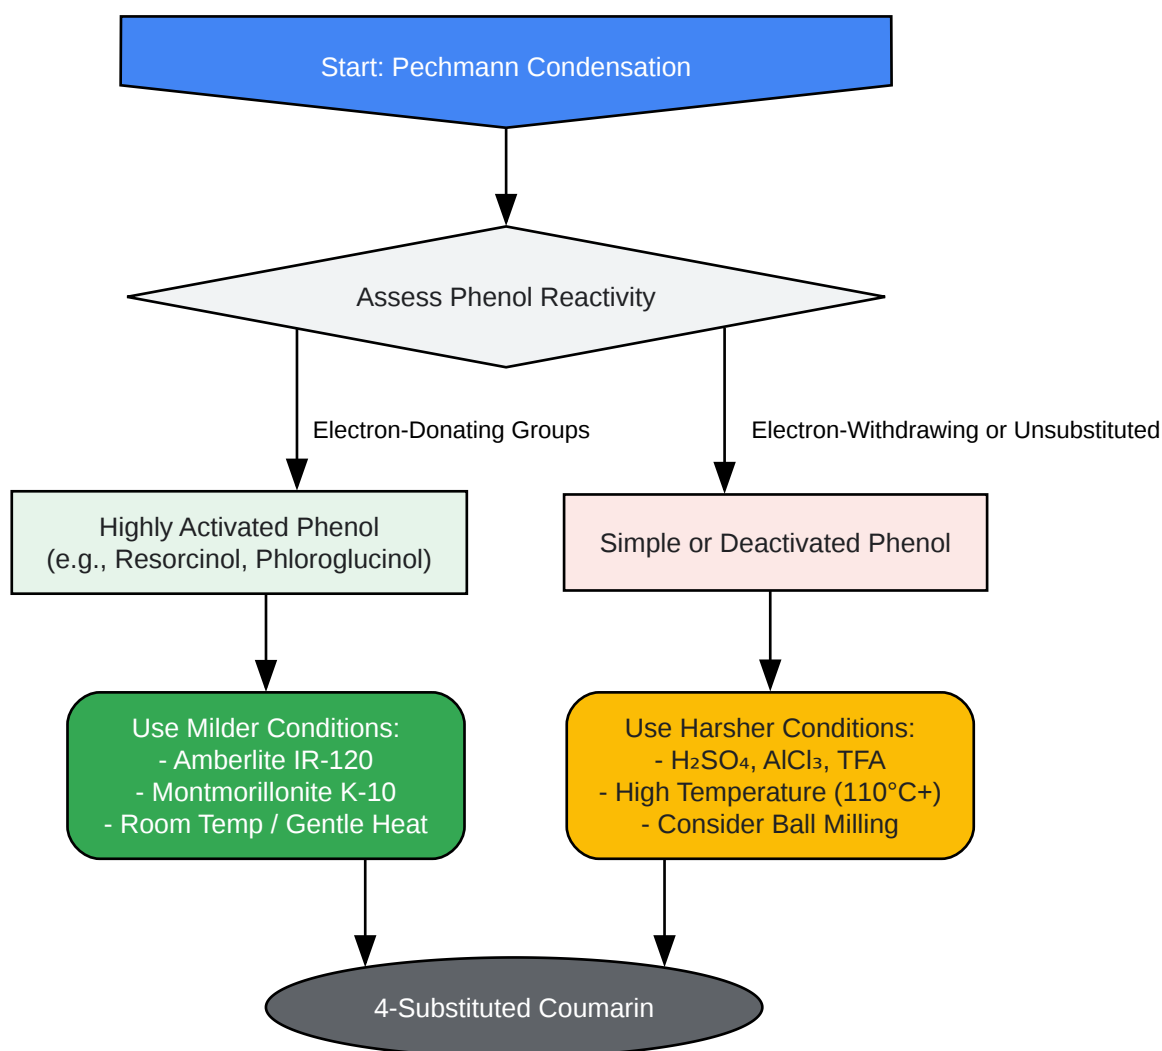 Start: Pechmann Condensation
Assess Phenol Reactivity
Electron-Donating Groups
Electron-Withdrawing or Unsubstituted
Highly Activated Phenol
(e.g., Resorcinol, Phloroglucinol)
Simple or Deactivated Phenol
Use Milder Conditions:
- Amberlite IR-120
- Montmorillonite K-10
- Room Temp / Gentle Heat
Use Harsher Conditions:
- H₂SO₄, AlCl₃, TFA
- High Temperature (110°C+)
- Consider Ball Milling
4-Substituted Coumarin